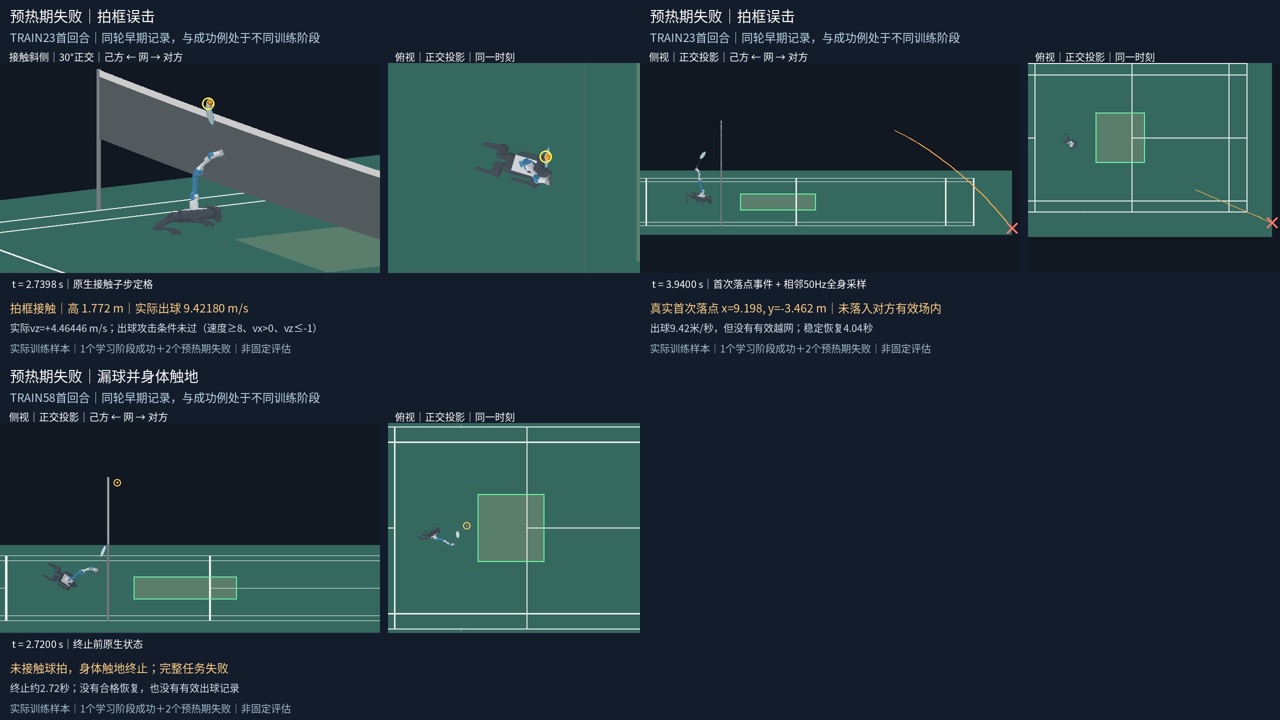 预热期失败｜拍框误击
TRAIN23首回合｜同轮早期记录，与成功例处于不同训练阶段
接触斜侧｜30°正交｜己方 ← 网 → 对方
俯视｜正交投影｜同一时刻
t = 2.7398 s｜原生接触子步定格
拍框接触｜高 1.772 m｜实际出球 9.42180 m/s
实际vz=+4.46446 m/s；出球攻击条件未过（速度≥8、vx>0、vz≤-1）
实际训练样本｜1个学习阶段成功＋2个预热期失败｜非固定评估
预热期失败｜拍框误击
TRAIN23首回合｜同轮早期记录，与成功例处于不同训练阶段
侧视｜正交投影｜己方 ← 网 → 对方
俯视｜正交投影｜同一时刻
t = 3.9400 s｜首次落点事件 + 相邻50Hz全身采样
真实首次落点 x=9.198, y=-3.462 m｜未落入对方有效场内
出球9.42米/秒，但没有有效越网；稳定恢复4.04秒
实际训练样本｜1个学习阶段成功＋2个预热期失败｜非固定评估
预热期失败｜漏球并身体触地
TRAIN58首回合｜同轮早期记录，与成功例处于不同训练阶段
侧视｜正交投影｜己方 ← 网 → 对方
俯视｜正交投影｜同一时刻
t = 2.7200 s｜终止前原生状态
未接触球拍，身体触地终止；完整任务失败
终止约2.72秒；没有合格恢复，也没有有效出球记录
实际训练样本｜1个学习阶段成功＋2个预热期失败｜非固定评估